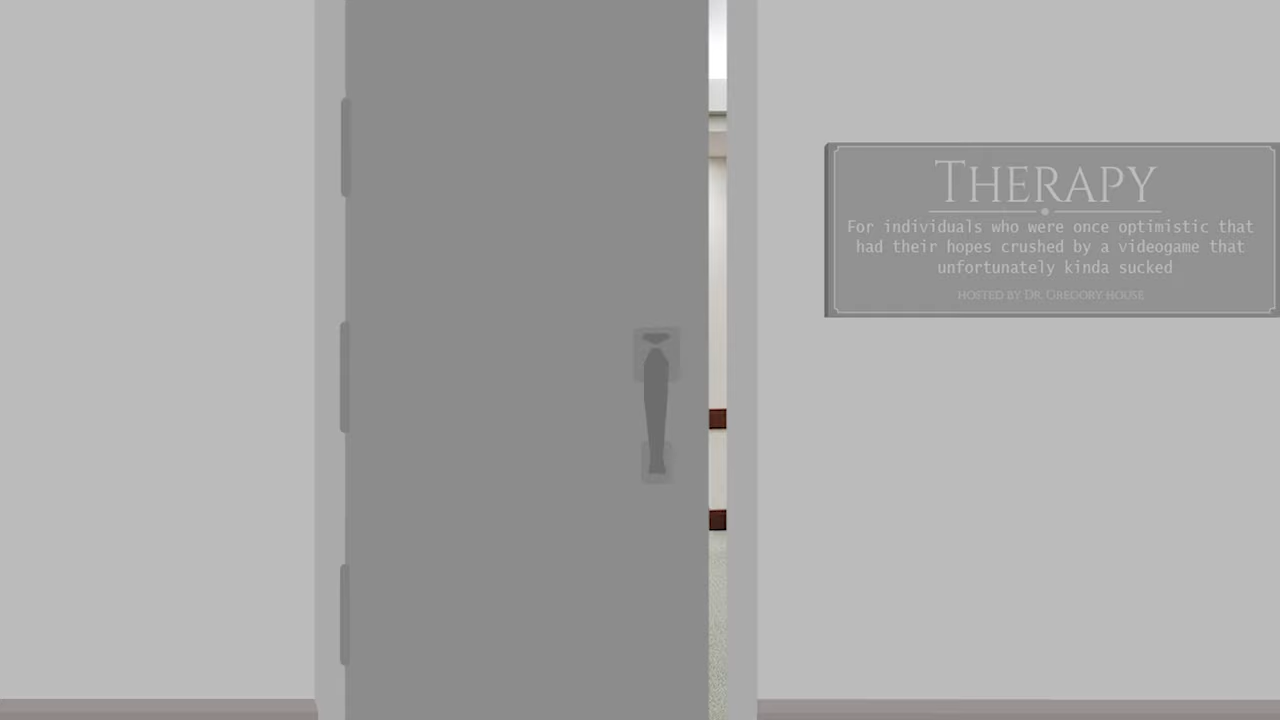 THERAPY
For individuals who were once optimistic that
had their hopes crushed by a videogame that
unfortunately kinda sucked
HOSTED BY DR. GREGORY HOUSE